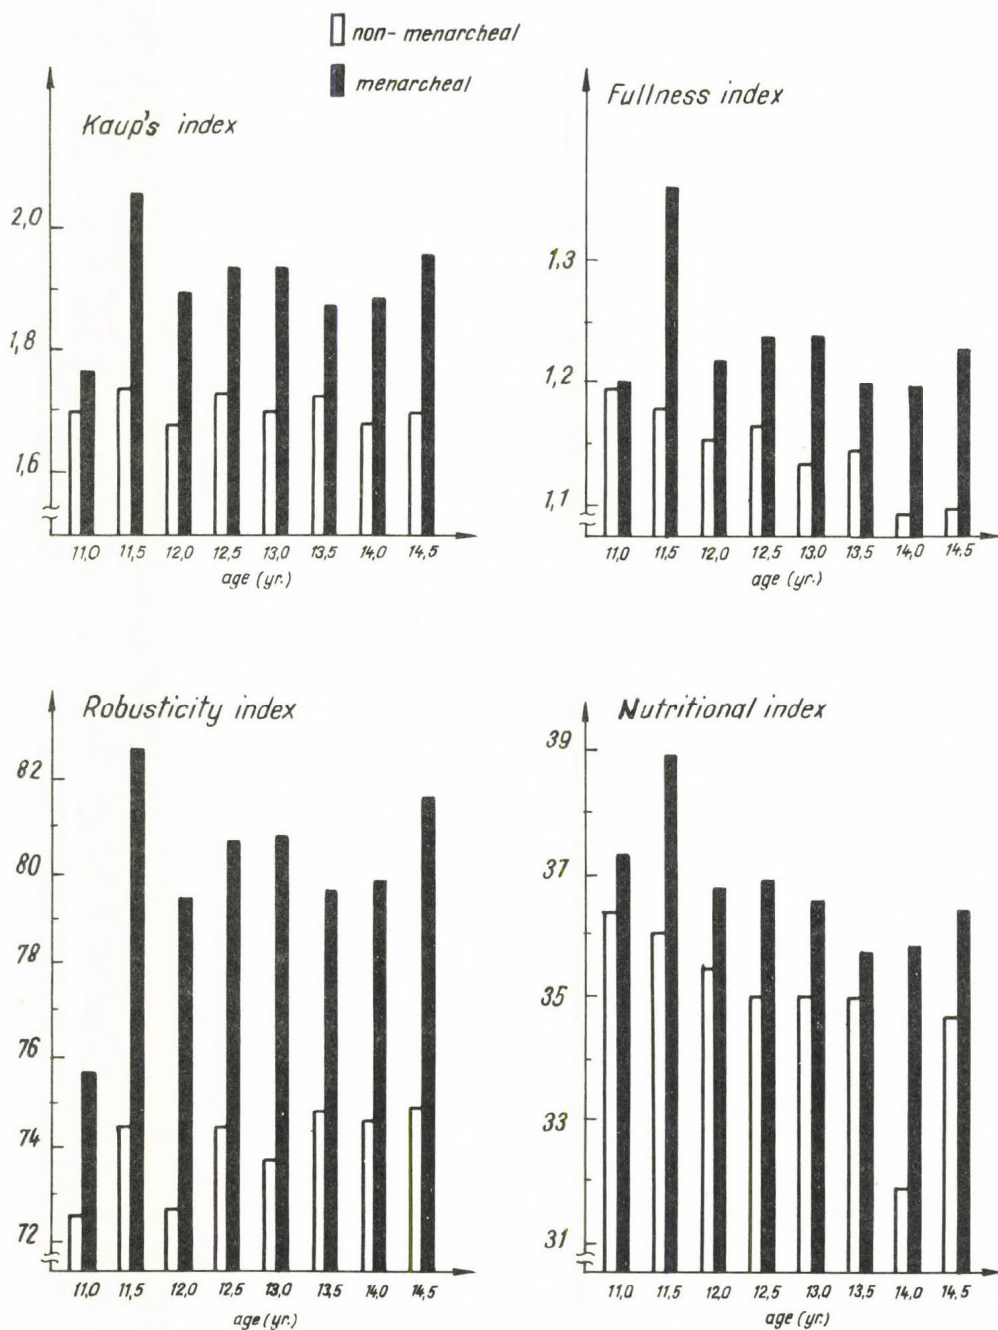 non- menarcheal
menarcheal
Kaup's index
2,0
1,8
1,6
11,0 11,5 12,0 12,5 13,0 13,5 14,0 14,5
age (yr.)
Fullness index
1,3
1,2
1,1
11,0 11,5 12,0 12,5 13,0 13,5 14,0 14,5
age (yr.)
Robusticity index
82
80
78
76
74
72
11,0 11,5 12,0 12,5 13,0 13,5 14,0 14,5
age (yr.)
Nutritional index
39
37
35
33
31
11,0 11,5 12,0 12,5 13,0 13,5 14,0 14,5
age (yr.)